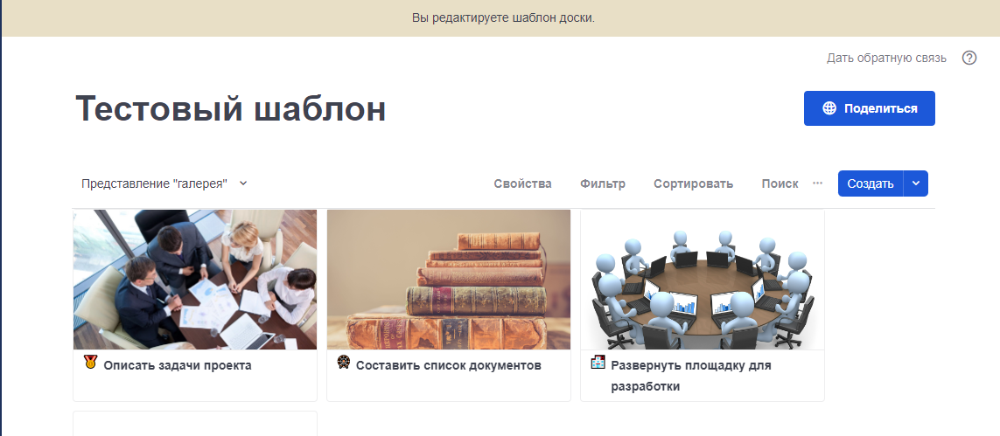 Вы редактируете шаблон доски.
Дать обратную связь
Тестовый шаблон
Поделиться
Представление "галерея"
Свойства
Фильтр
Сортировать
Поиск
Создать
Описать задачи проекта
Составить список документов
Развернуть площадку для
разработки